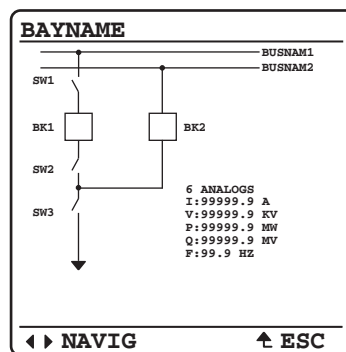 BAYNAME
BUSNAM1
BUSNAM2
SW1
BK1
BK2
SW2
SW3
6 ANALOGS
I:99999.9 A
V:99999.9 KV
P:99999.9 MW
Q:99999.9 MV
F:99.9 HZ
NAVIG
ESC